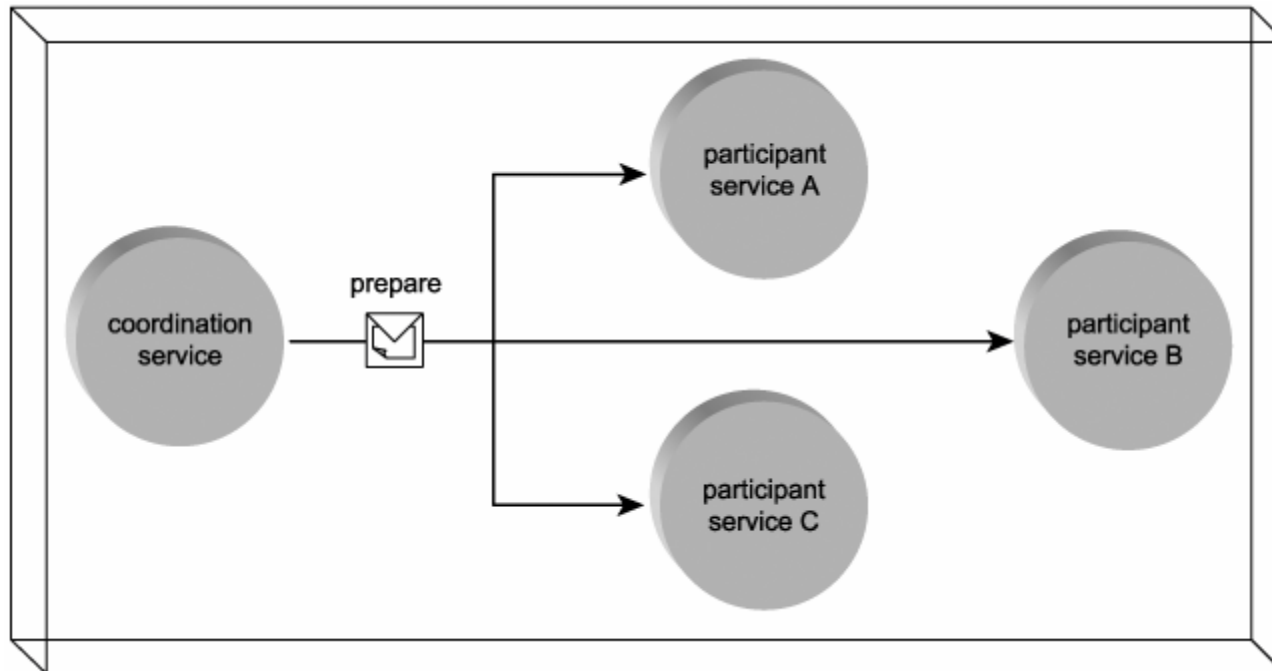 participant
service A
prepare
coordination
service
participant
service B
participant
service C